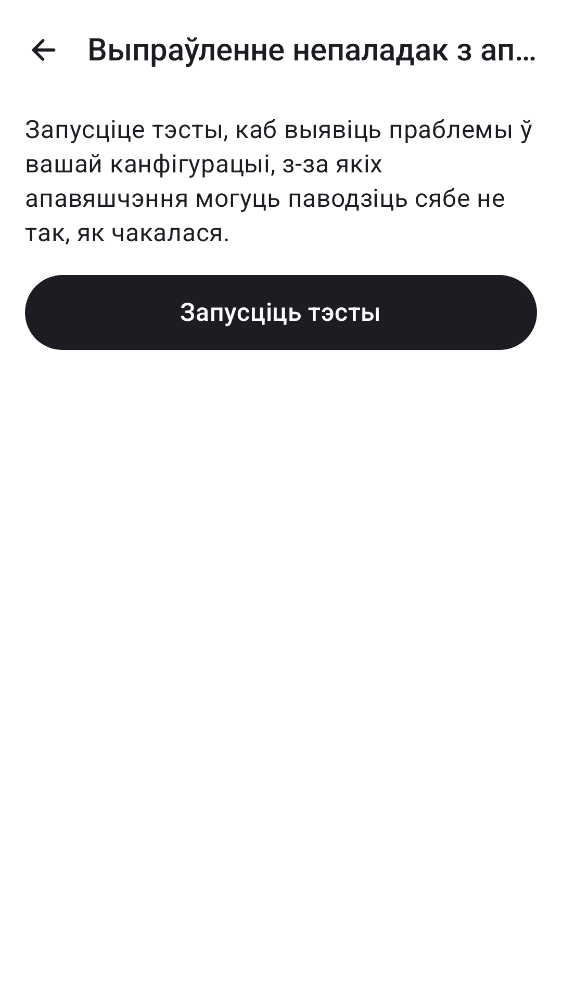 Выпраўленне непаладак з ап...
Запусціце тэсты, каб выявіць праблемы ў
вашай канфігурацыі, з-за якіх
апавяшчэння могуць паводзіць сябе не
так, як чакалася.
Запусціць тэсты